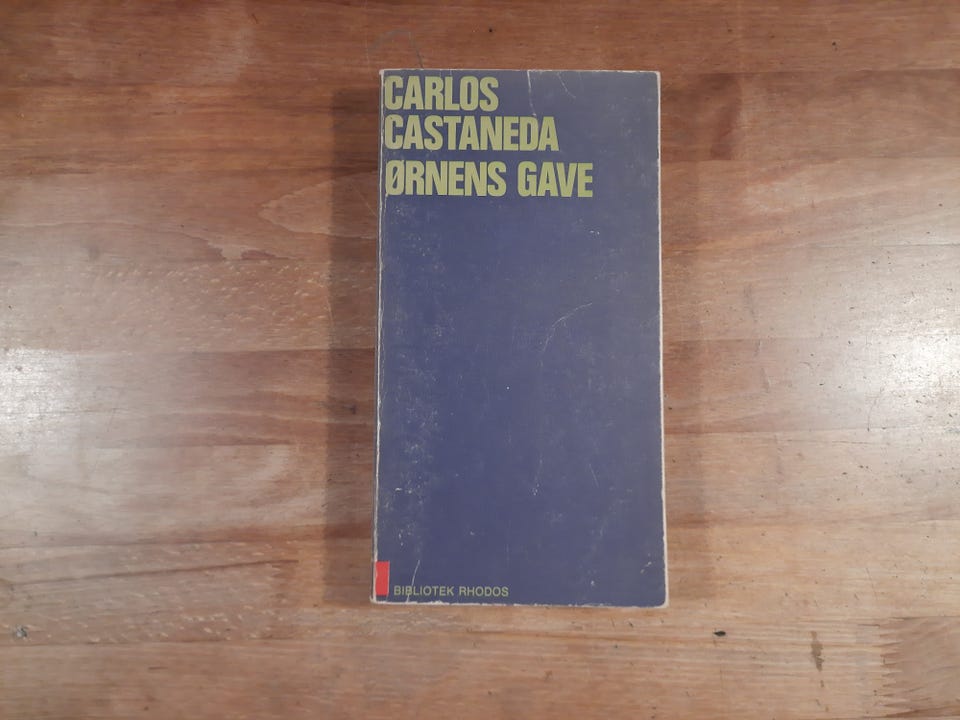 CARLOS
CASTANEDA
ØRNENS GAVE
BIBLIOTEK RHODOS